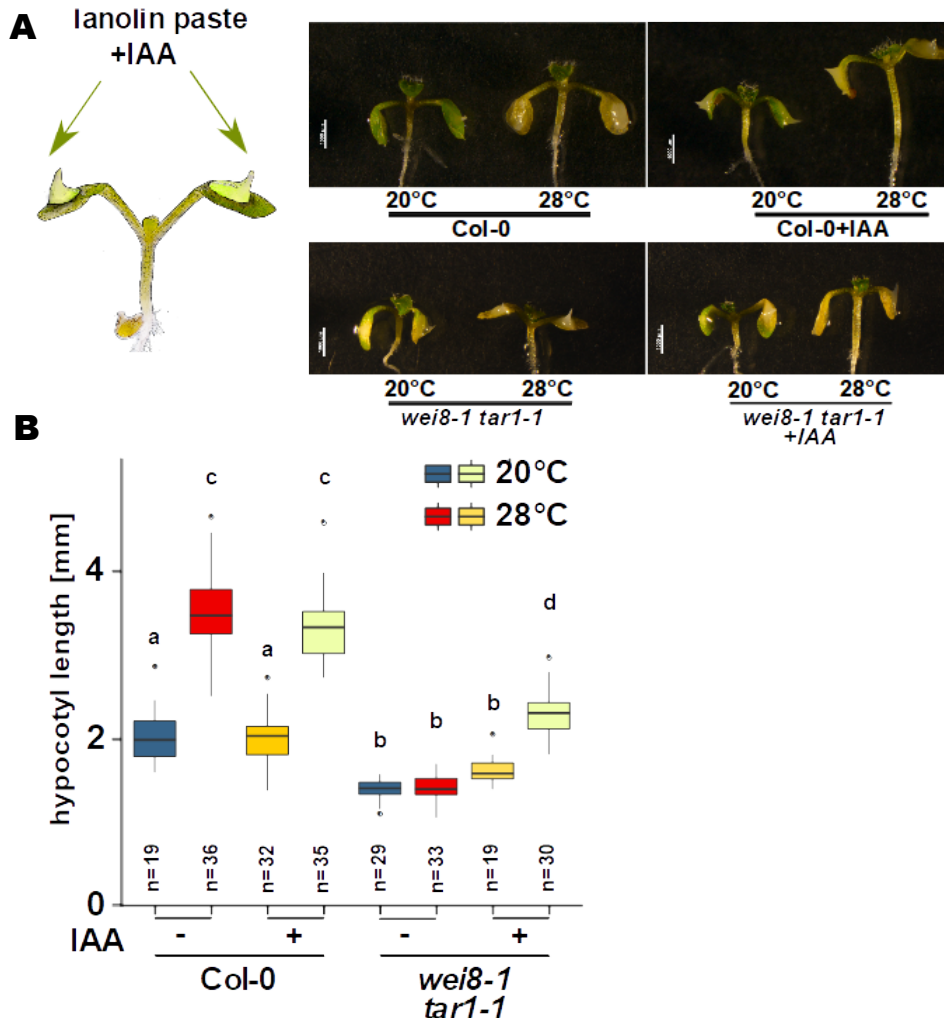 A
lanolin paste
+IAA
20°C 28°C
Col-0
20°C 28°C
Col-0+IAA
20°C 28°C
wei8-1 tar1-1
20°C 28°C
wei8-1 tar1-1
+IAA
B
hypocotyl length [mm]
4
2
0
20°C
28°C
a
c
a
c
b
b
b
d
n=19
n=36
n=32
n=35
n=29
n=33
n=19
n=30
IAA - + - +
Col-0
wei8-1
tar1-1